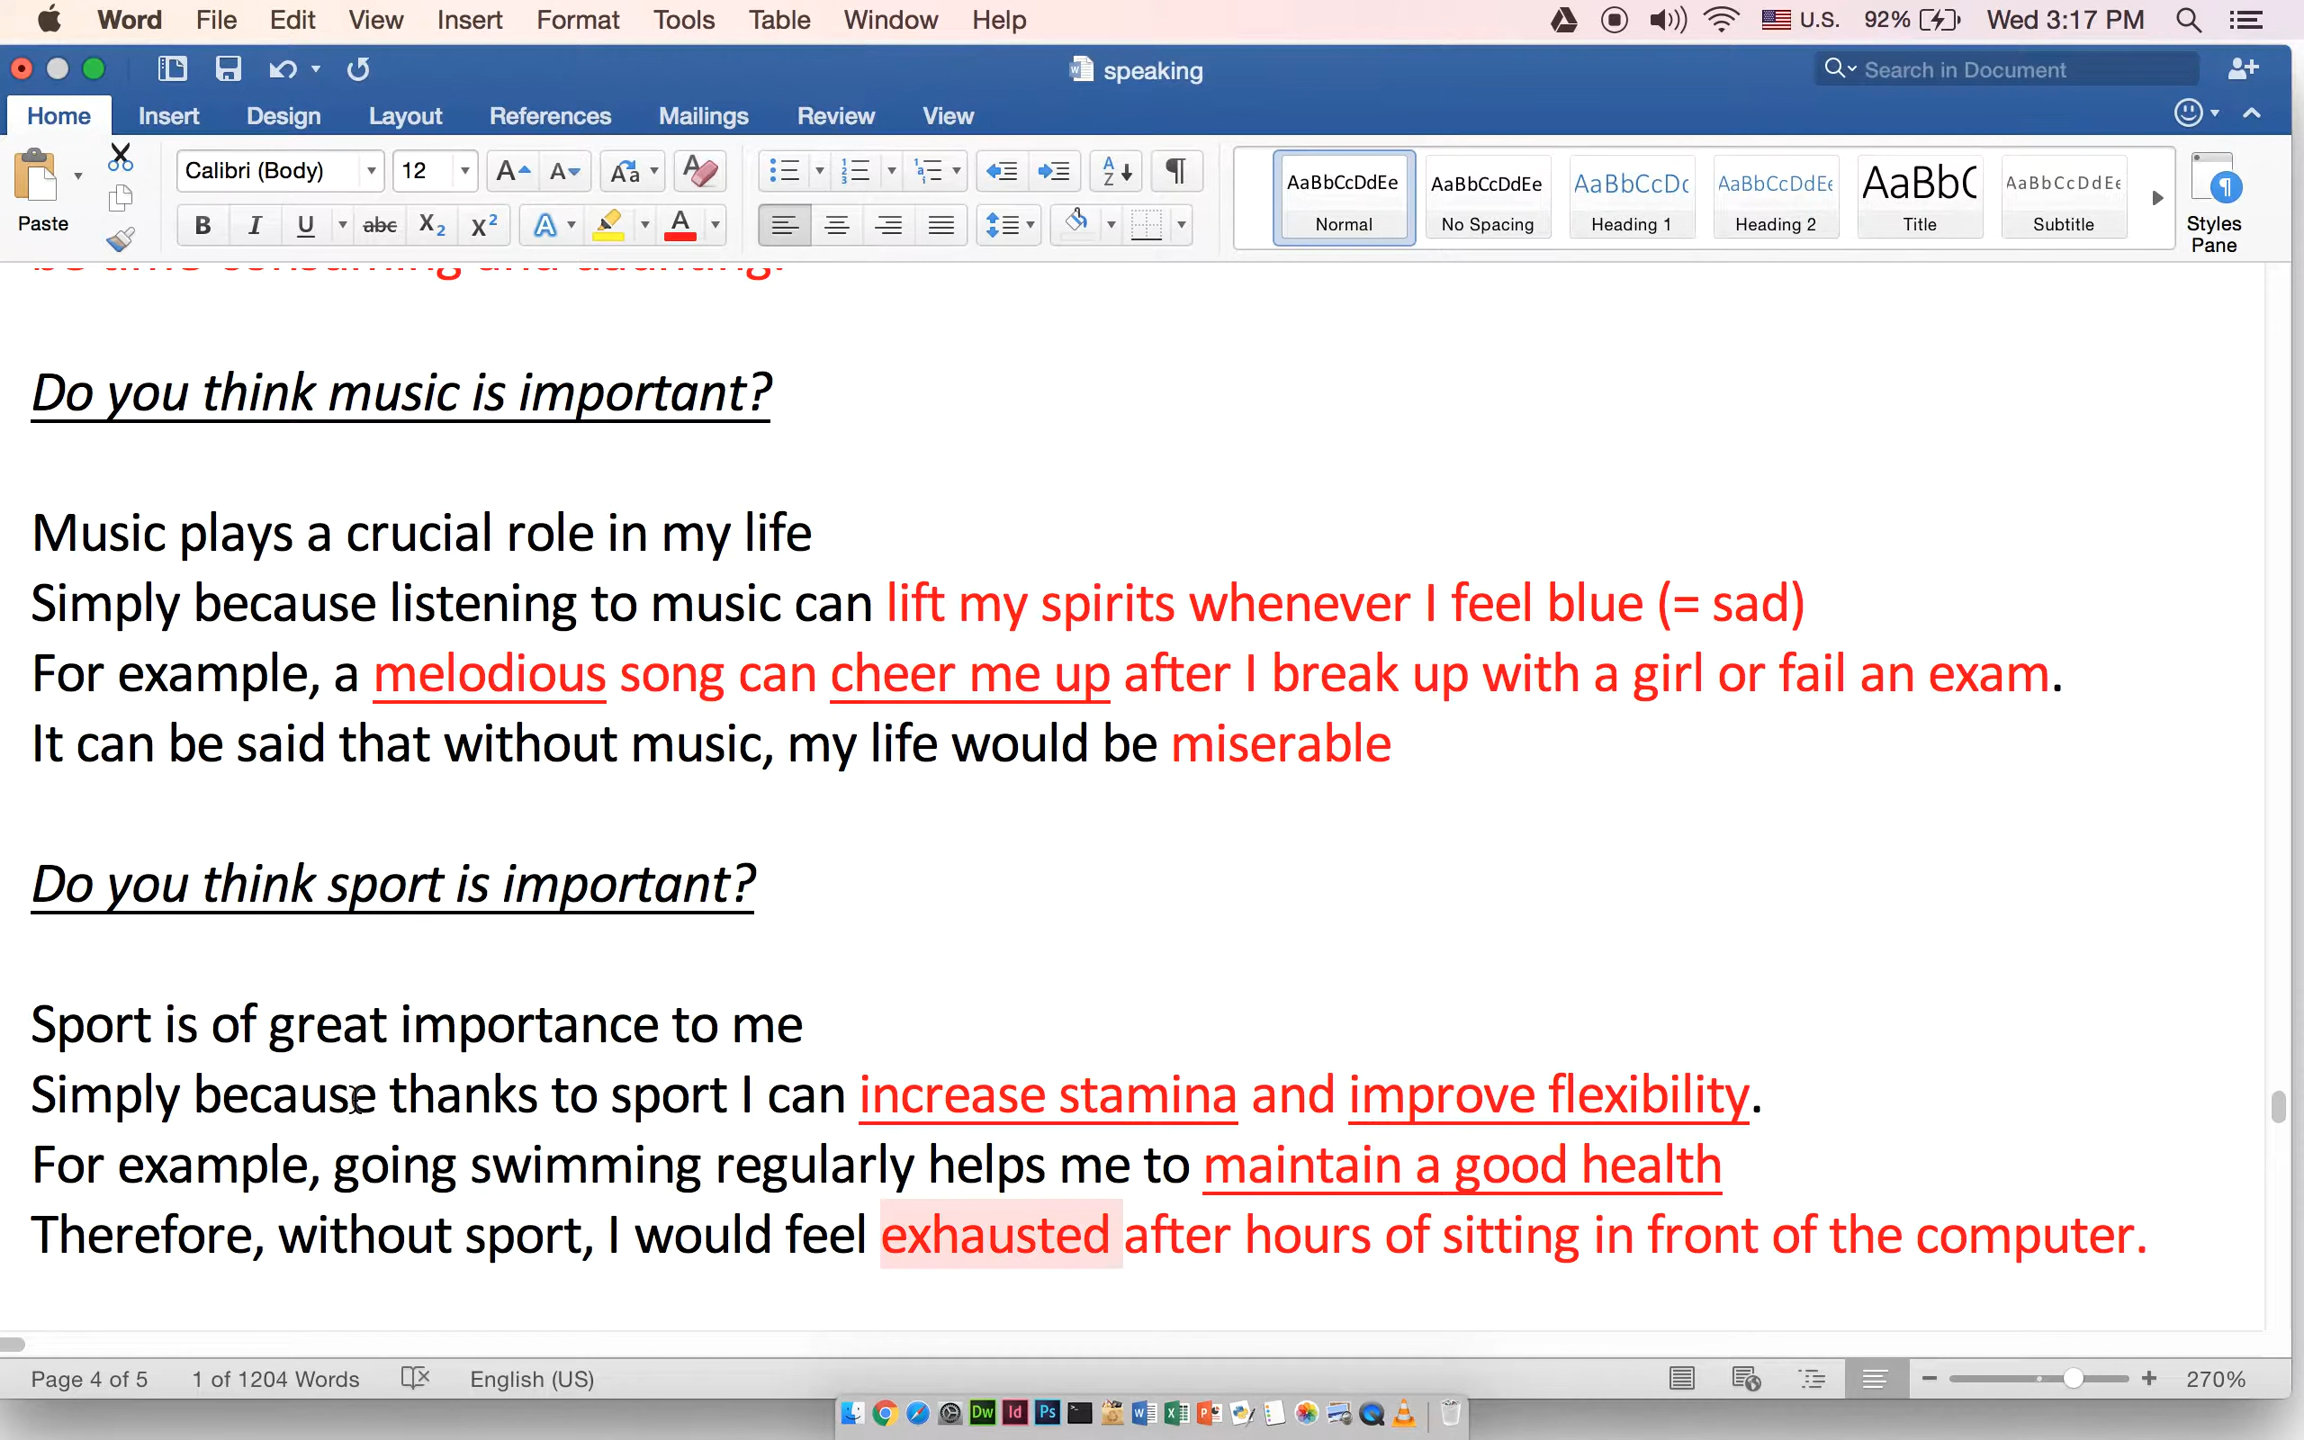 Word File Edit View Insert Format Tools Table Window Help U.S. 92% Wed 3:17 PM
speaking Search in Document
Home Insert Design Layout References Mailings Review View
Paste Calibri (Body) 12
AaBbCcDdEe Normal AaBbCcDdEe No Spacing AaBbCcDc Heading 1 AaBbCcDdEe Heading 2 AaBbC Title AaBbCcDdEe Subtitle Styles Pane
be time consuming and daunting.
Do you think music is important?
Music plays a crucial role in my life
Simply because listening to music can lift my spirits whenever I feel blue (= sad)
For example, a melodious song can cheer me up after I break up with a girl or fail an exam.
It can be said that without music, my life would be miserable
Do you think sport is important?
Sport is of great importance to me
Simply because thanks to sport I can increase stamina and improve flexibility.
For example, going swimming regularly helps me to maintain a good health
Therefore, without sport, I would feel exhausted after hours of sitting in front of the computer.
Page 4 of 5 1 of 1204 Words English (US) 270%
Dw Id Ps